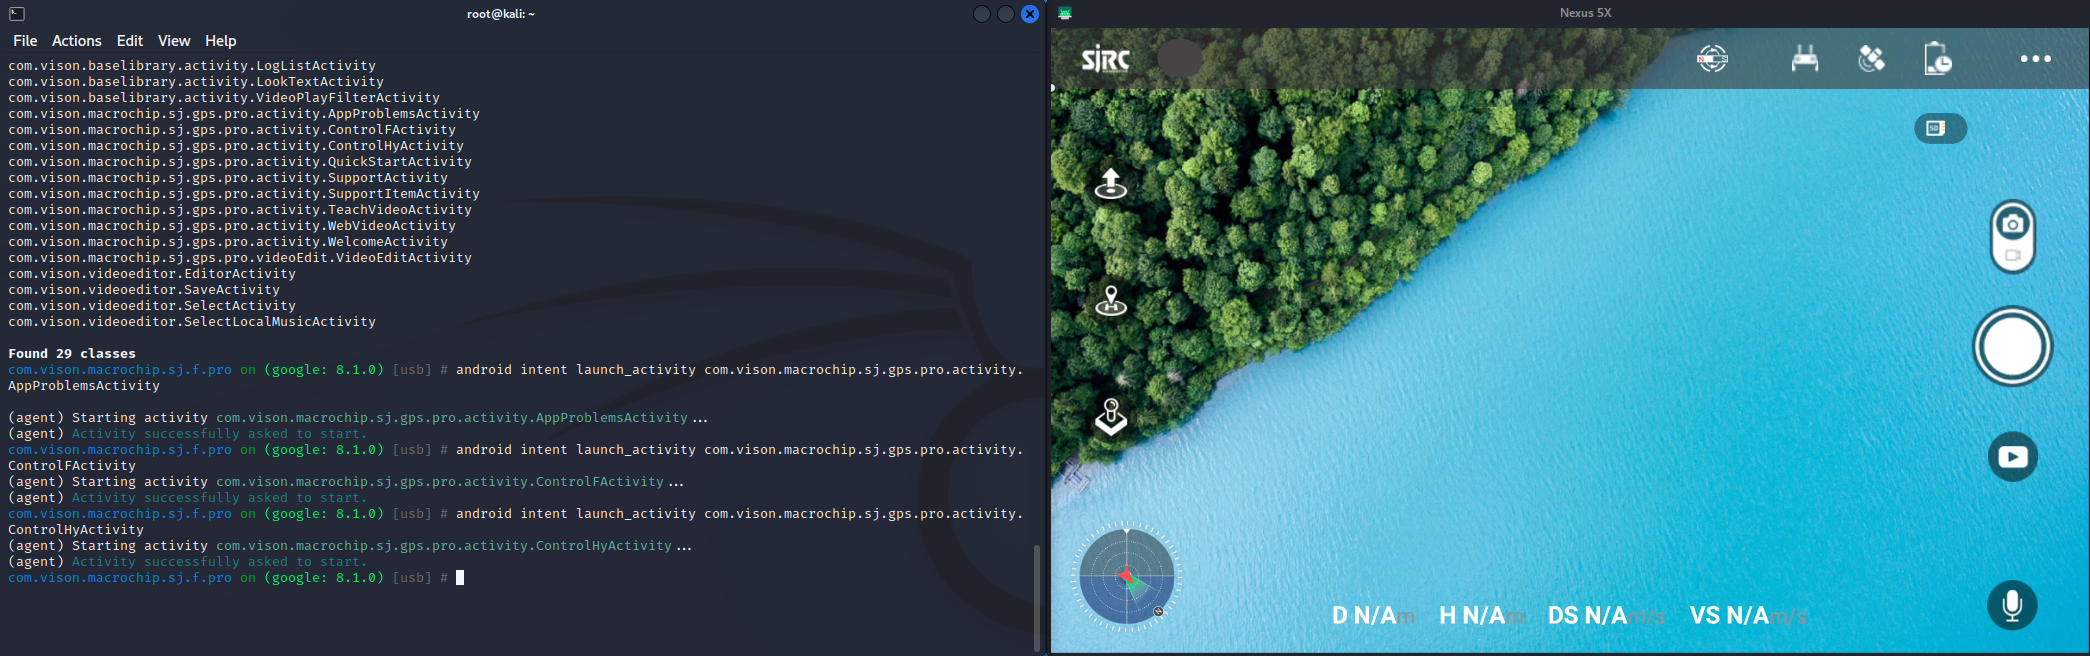 root@kali: ~
File Actions Edit View Help
com.vison.baselibrary.activity.LogListActivity
com.vison.baselibrary.activity.LookTextActivity
com.vison.baselibrary.activity.VideoPlayFilterActivity
com.vison.macrochip.sj.gps.pro.activity.AppProblemsActivity
com.vison.macrochip.sj.gps.pro.activity.ControlFActivity
com.vison.macrochip.sj.gps.pro.activity.ControlHyActivity
com.vison.macrochip.sj.gps.pro.activity.QuickStartActivity
com.vison.macrochip.sj.gps.pro.activity.SupportActivity
com.vison.macrochip.sj.gps.pro.activity.SupportItemActivity
com.vison.macrochip.sj.gps.pro.activity.TeachVideoActivity
com.vison.macrochip.sj.gps.pro.activity.WebVideoActivity
com.vison.macrochip.sj.gps.pro.activity.WelcomeActivity
com.vison.macrochip.sj.gps.pro.videoEdit.VideoEditActivity
com.vison.videoeditor.EditorActivity
com.vison.videoeditor.SaveActivity
com.vison.videoeditor.SelectActivity
com.vison.videoeditor.SelectLocalMusicActivity
Found 29 classes
com.vison.macrochip.sj.f.pro on (google: 8.1.0) [usb] # android intent launch_activity com.vison.macrochip.sj.gps.pro.activity.
AppProblemsActivity
(agent) Starting activity com.vison.macrochip.sj.gps.pro.activity.AppProblemsActivity...
(agent) Activity successfully asked to start.
com.vison.macrochip.sj.f.pro on (google: 8.1.0) [usb] # android intent launch_activity com.vison.macrochip.sj.gps.pro.activity.
ControlFActivity
(agent) Starting activity com.vison.macrochip.sj.gps.pro.activity.ControlFActivity...
(agent) Activity successfully asked to start.
com.vison.macrochip.sj.f.pro on (google: 8.1.0) [usb] # android intent launch_activity com.vison.macrochip.sj.gps.pro.activity.
ControlHyActivity
(agent) Starting activity com.vison.macrochip.sj.gps.pro.activity.ControlHyActivity...
(agent) Activity successfully asked to start.
com.vison.macrochip.sj.f.pro on (google: 8.1.0) [usb] #
Nexus 5X
SJRC
N S
SD
H
D N/Am H N/Am DS N/Am/s VS N/Am/s